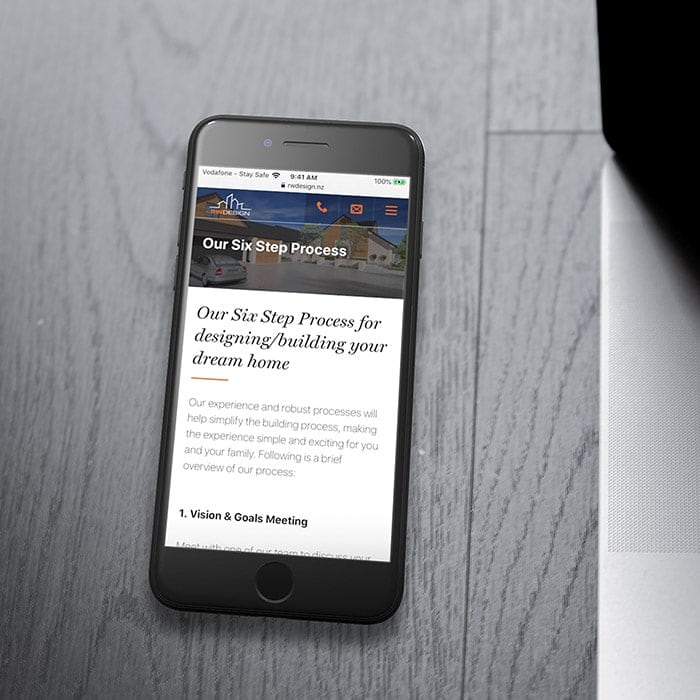 Vodafone - Stay Safe 9:41 AM 100%
rwdesign.nz
RWDESIGN
Our Six Step Process
Our Six Step Process for
designing/building your
dream home
Our experience and robust processes will
help simplify the building process, making
the experience simple and exciting for you
and your family. Following is a brief
overview of our process:
1. Vision & Goals Meeting
Meet with one of our team to discuss your